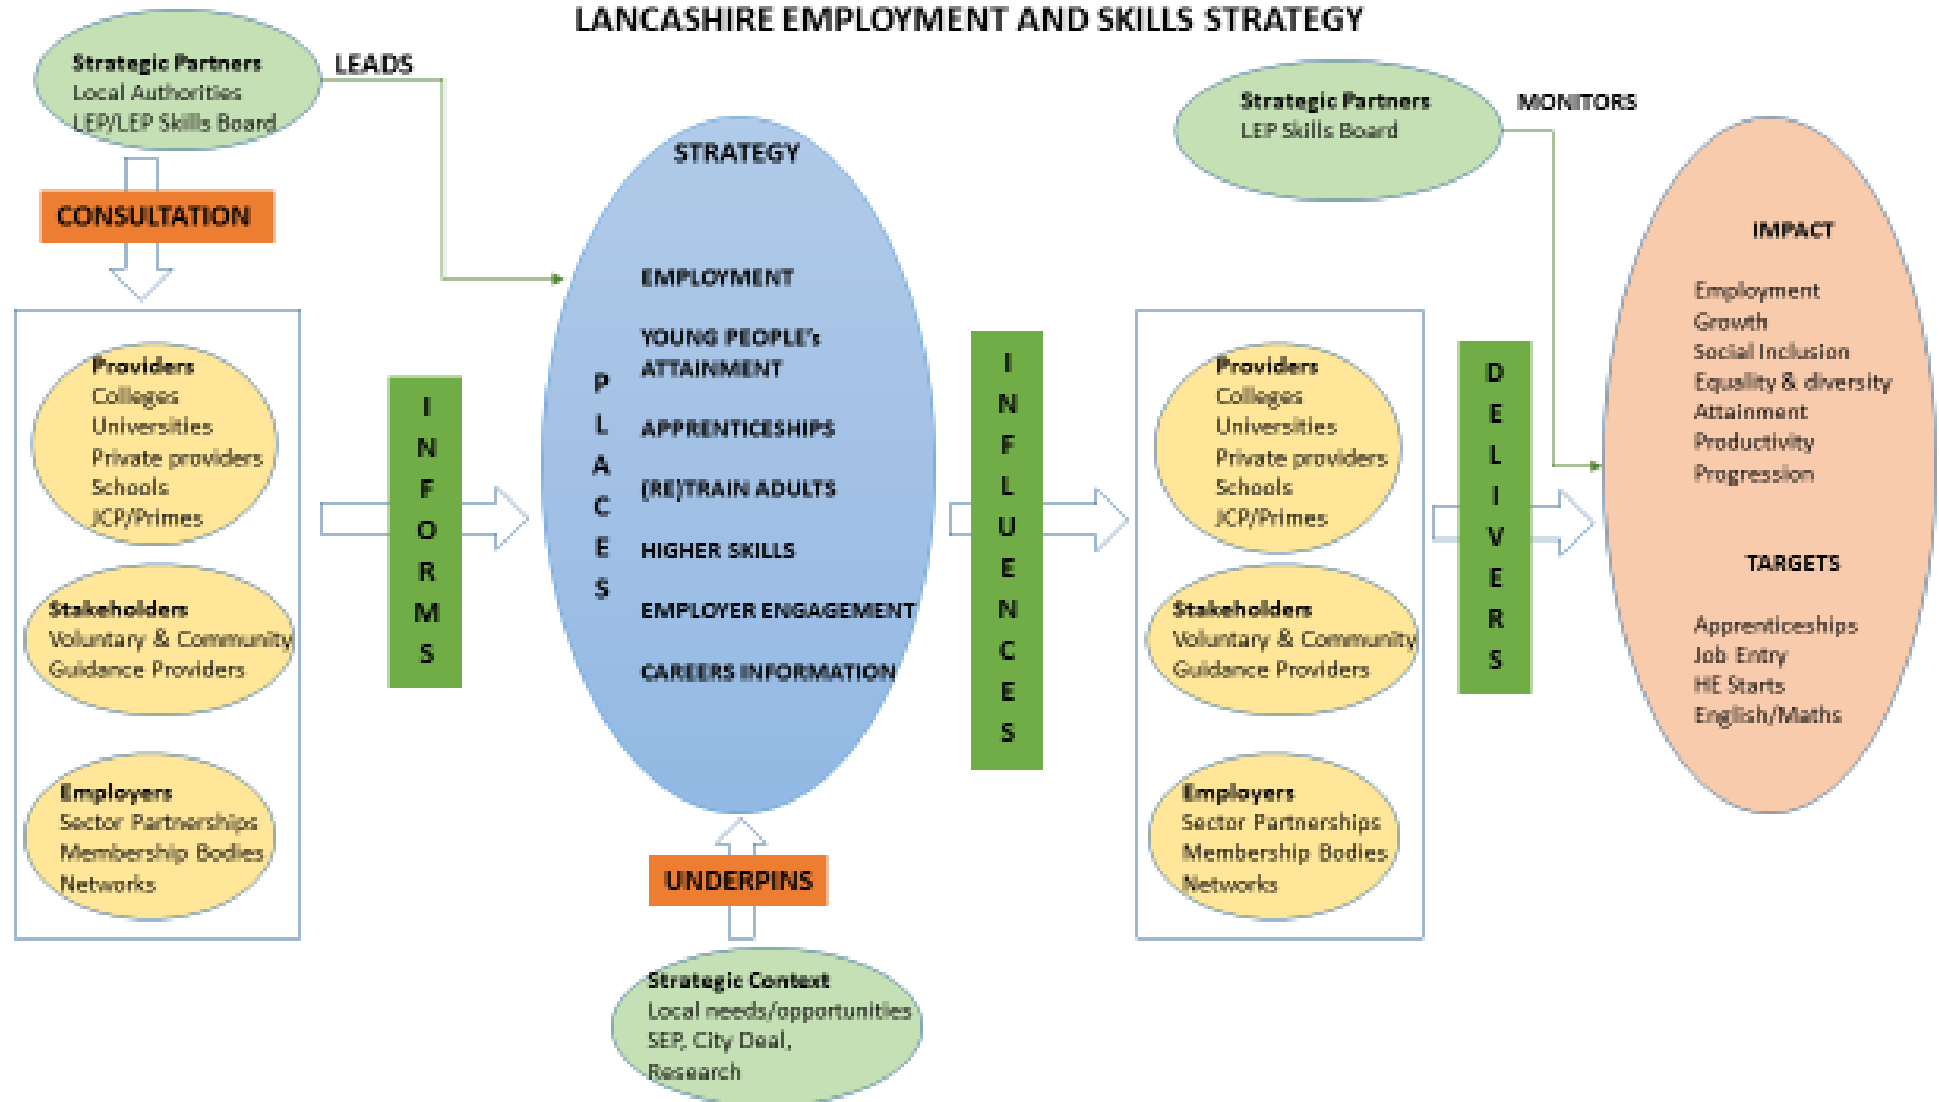 LANCASHIRE EMPLOYMENT AND SKILLS STRATEGY
Strategic Partners
Local Authorities
LEP/LEP Skills Board
LEADS
CONSULTATION
Providers
Colleges
Universities
Private providers
Schools
JCP/Primes
Stakeholders
Voluntary & Community
Guidance Providers
Employers
Sector Partnerships
Membership Bodies
Networks
INFORMS
STRATEGY
PLACES
EMPLOYMENT
YOUNG PEOPLE's
ATTAINMENT
APPRENTICESHIPS
(RE)TRAIN ADULTS
HIGHER SKILLS
EMPLOYER ENGAGEMENT
CAREERS INFORMATION
UNDERPINS
Strategic Context
Local needs/opportunities
SEP, City Deal,
Research
INFLUENCES
Strategic Partners
LEP Skills Board
MONITORS
Providers
Colleges
Universities
Private providers
Schools
JCP/Primes
Stakeholders
Voluntary & Community
Guidance Providers
Employers
Sector Partnerships
Membership Bodies
Networks
DELIVERS
IMPACT
Employment
Growth
Social Inclusion
Equality & diversity
Attainment
Productivity
Progression
TARGETS
Apprenticeships
Job Entry
HE Starts
English/Maths